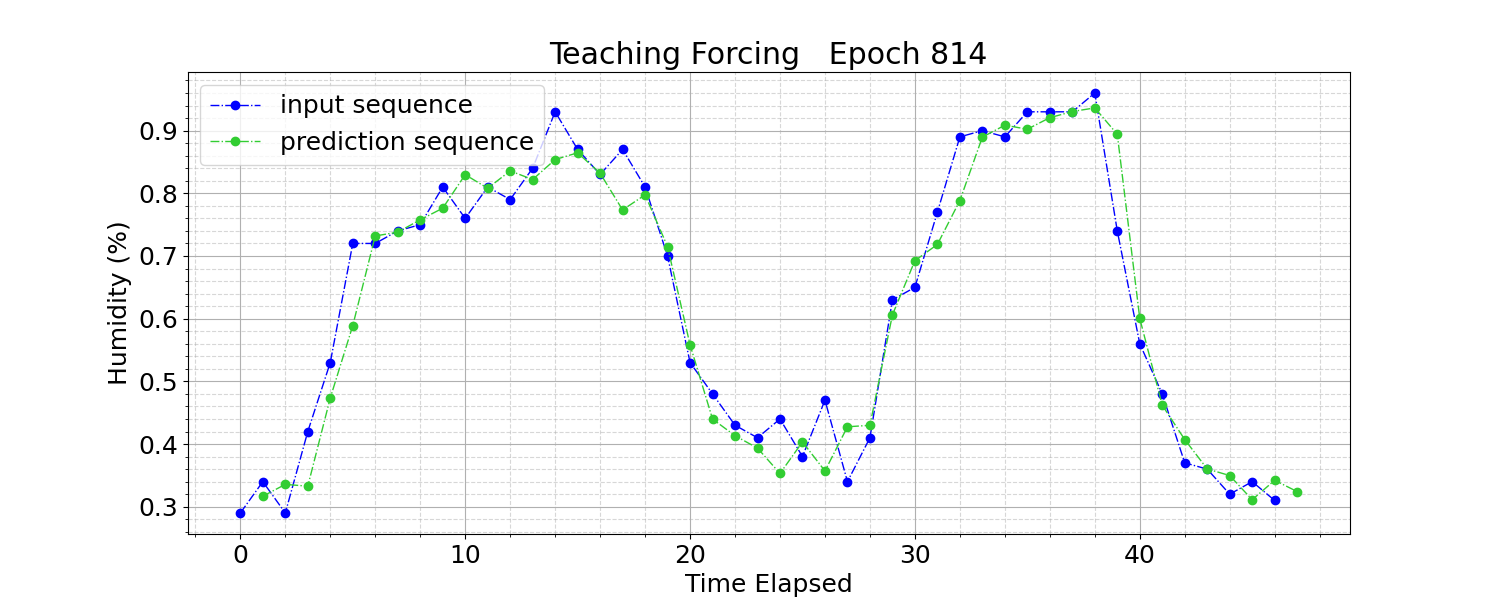 Teaching Forcing   Epoch 814
input sequence
prediction sequence
Humidity (%)
0.9
0.8
0.7
0.6
0.5
0.4
0.3
0 10 20 30 40
Time Elapsed